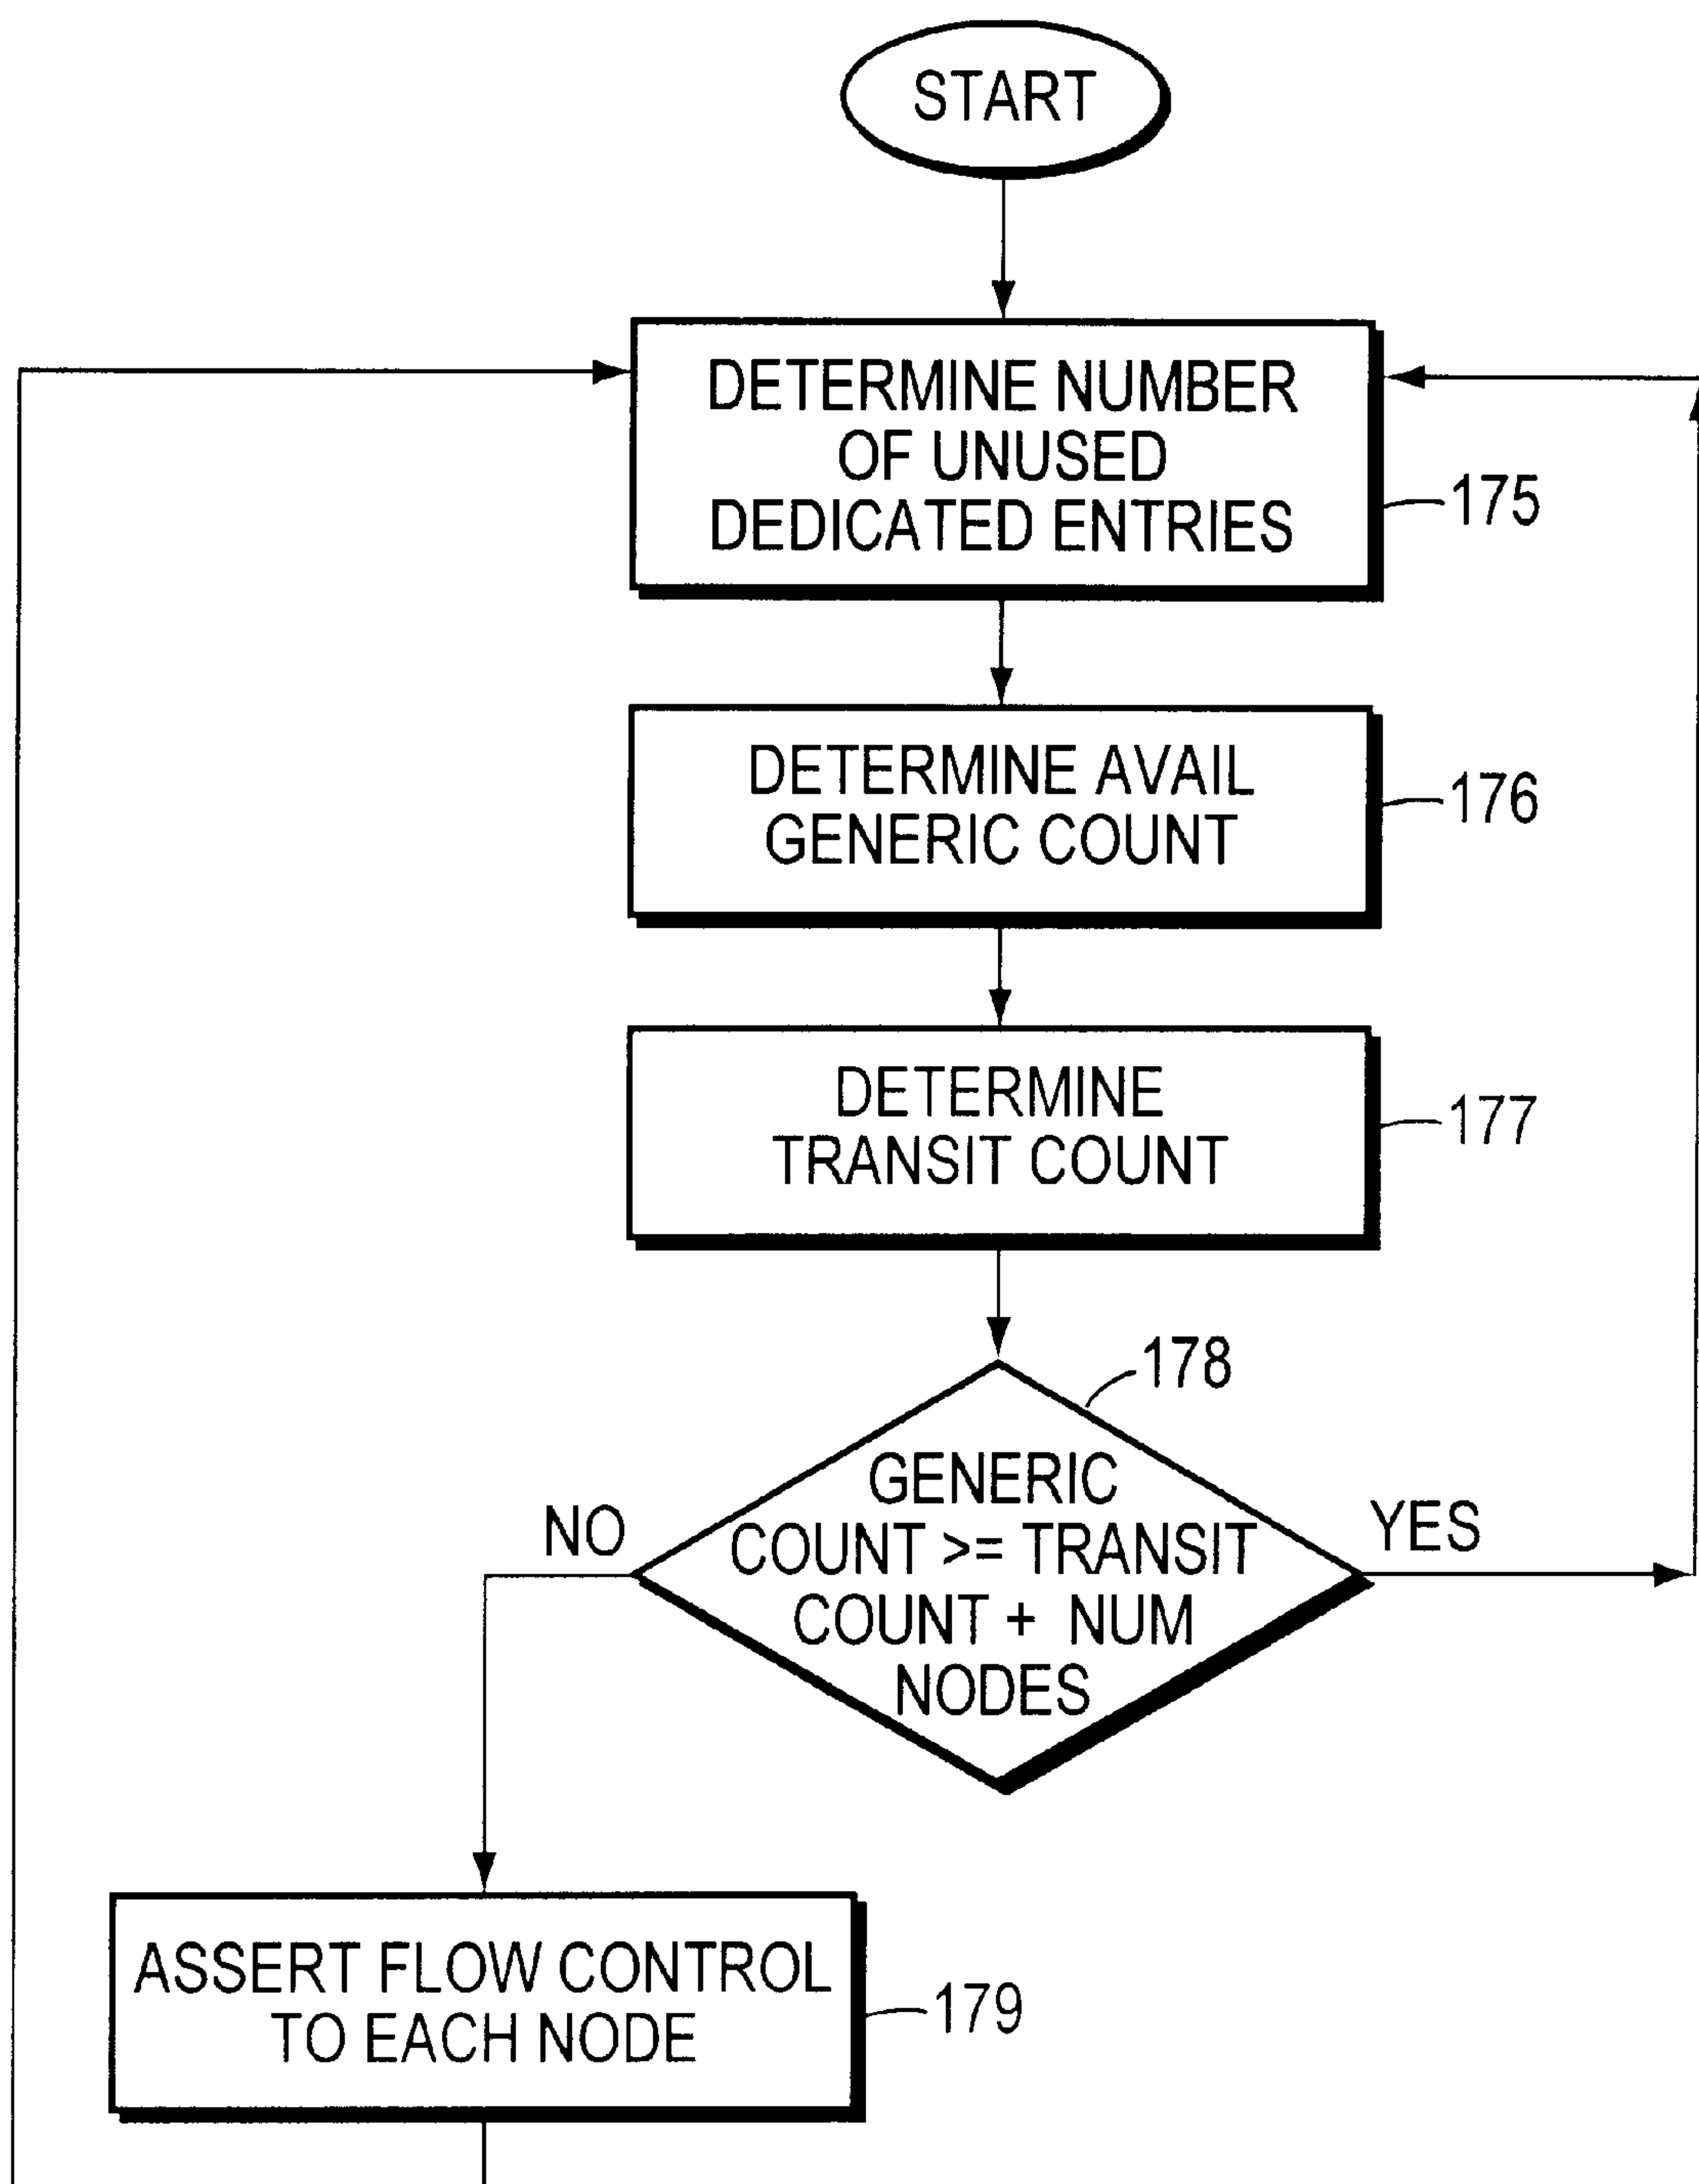 START
DETERMINE NUMBER
OF UNUSED
DEDICATED ENTRIES
175
DETERMINE AVAIL
GENERIC COUNT
176
DETERMINE
TRANSIT COUNT
177
178
GENERIC
COUNT >= TRANSIT
COUNT + NUM
NODES
NO
YES
ASSERT FLOW CONTROL
TO EACH NODE
179